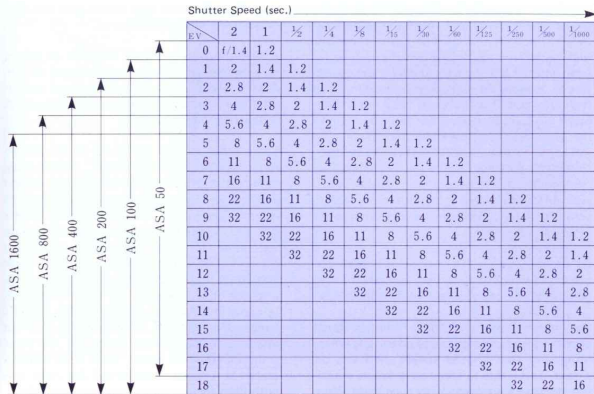 Shutter Speed (sec.)
EV 2 1 1/2 1/4 1/8 1/15 1/30 1/60 1/125 1/250 1/500 1/1000
0 f/1.4 1.2
1 2 1.4 1.2
2 2.8 2 1.4 1.2
3 4 2.8 2 1.4 1.2
4 5.6 4 2.8 2 1.4 1.2
5 8 5.6 4 2.8 2 1.4 1.2
6 11 8 5.6 4 2.8 2 1.4 1.2
7 16 11 8 5.6 4 2.8 2 1.4 1.2
8 22 16 11 8 5.6 4 2.8 2 1.4 1.2
9 32 22 16 11 8 5.6 4 2.8 2 1.4 1.2
10 32 22 16 11 8 5.6 4 2.8 2 1.4 1.2
11 32 22 16 11 8 5.6 4 2.8 2 1.4
12 32 22 16 11 8 5.6 4 2.8 2
13 32 22 16 11 8 5.6 4 2.8
14 32 22 16 11 8 5.6 4
15 32 22 16 11 8 5.6
16 32 22 16 11 8
17 32 22 16 11
18 32 22 16
ASA 1600
ASA 800
ASA 400
ASA 200
ASA 100
ASA 50